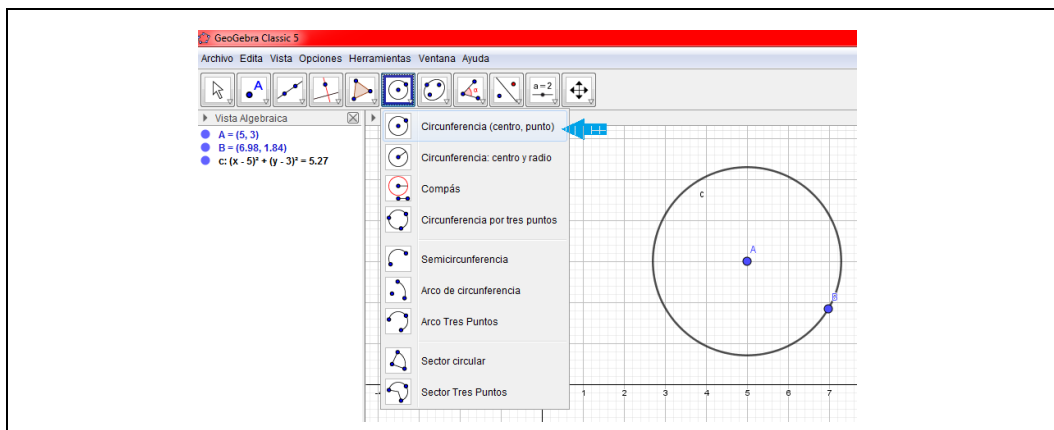 GeoGebra Classic 5
Archivo Edita Vista Opciones Herramientas Ventana Ayuda
A
α
a=2
Vista Algebraica
A = (5, 3)
B = (6.98, 1.84)
c: (x - 5)² + (y - 3)² = 5.27
Circunferencia (centro, punto)
Circunferencia: centro y radio
Compás
Circunferencia por tres puntos
Semicircunferencia
Arco de circunferencia
Arco Tres Puntos
Sector circular
Sector Tres Puntos
c
A
B
1 2 3 4 5 6 7